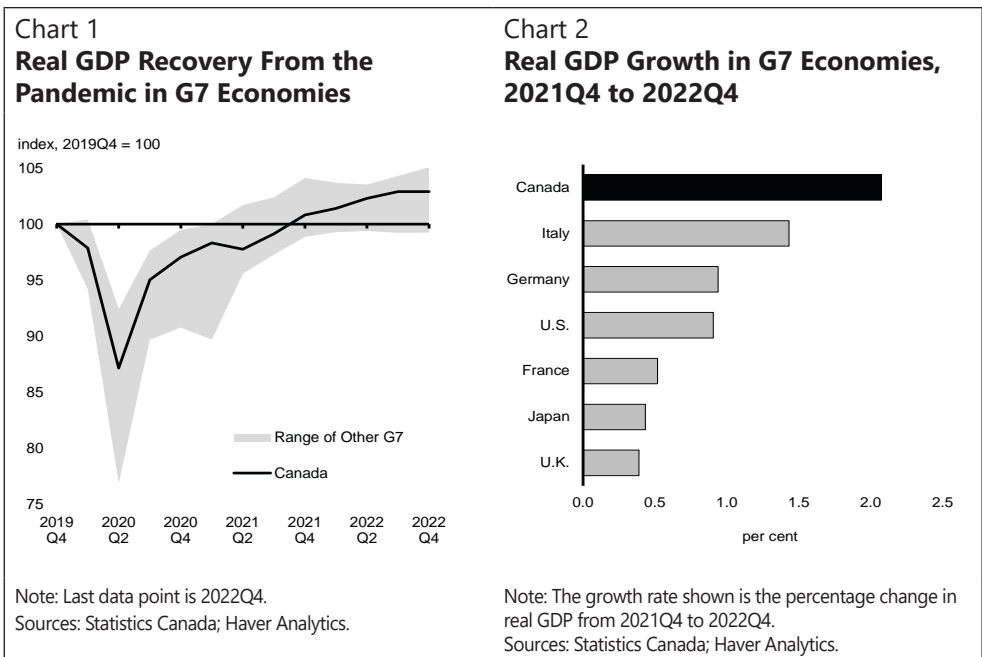 Chart 1
Real GDP Recovery From the
Pandemic in G7 Economies
index, 2019Q4 = 100
105
100
95
90
85
80
75
Range of Other G7
Canada
2019 Q4
2020 Q2
2020 Q4
2021 Q2
2021 Q4
2022 Q2
2022 Q4
Note: Last data point is 2022Q4.
Sources: Statistics Canada; Haver Analytics.
Chart 2
Real GDP Growth in G7 Economies,
2021Q4 to 2022Q4
Canada
Italy
Germany
U.S.
France
Japan
U.K.
0.0 0.5 1.0 1.5 2.0 2.5
per cent
Note: The growth rate shown is the percentage change in
real GDP from 2021Q4 to 2022Q4.
Sources: Statistics Canada; Haver Analytics.